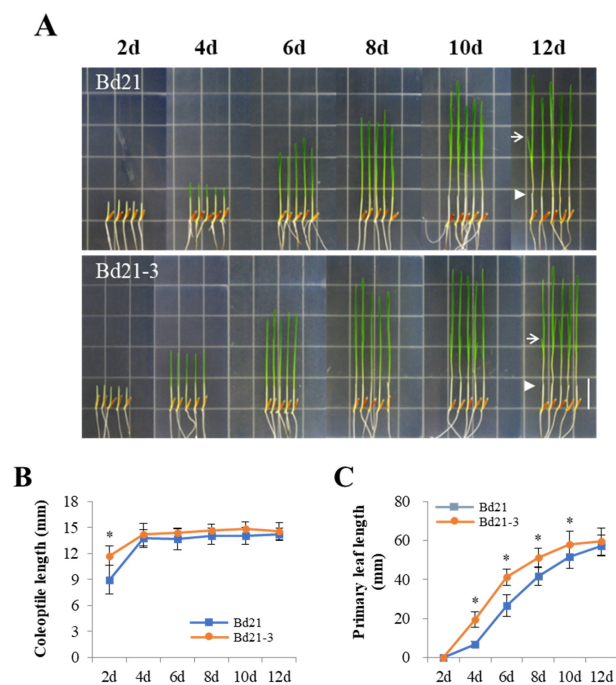 A
2d 4d 6d 8d 10d 12d
Bd21
Bd21-3
B
Coleoptile length (mm)
18
15
12
9
6
3
0
*
Bd21
Bd21-3
2d 4d 6d 8d 10d 12d
C
Primary leaf length
(mm)
80
60
40
20
0
Bd21
Bd21-3
* * * *
2d 4d 6d 8d 10d 12d